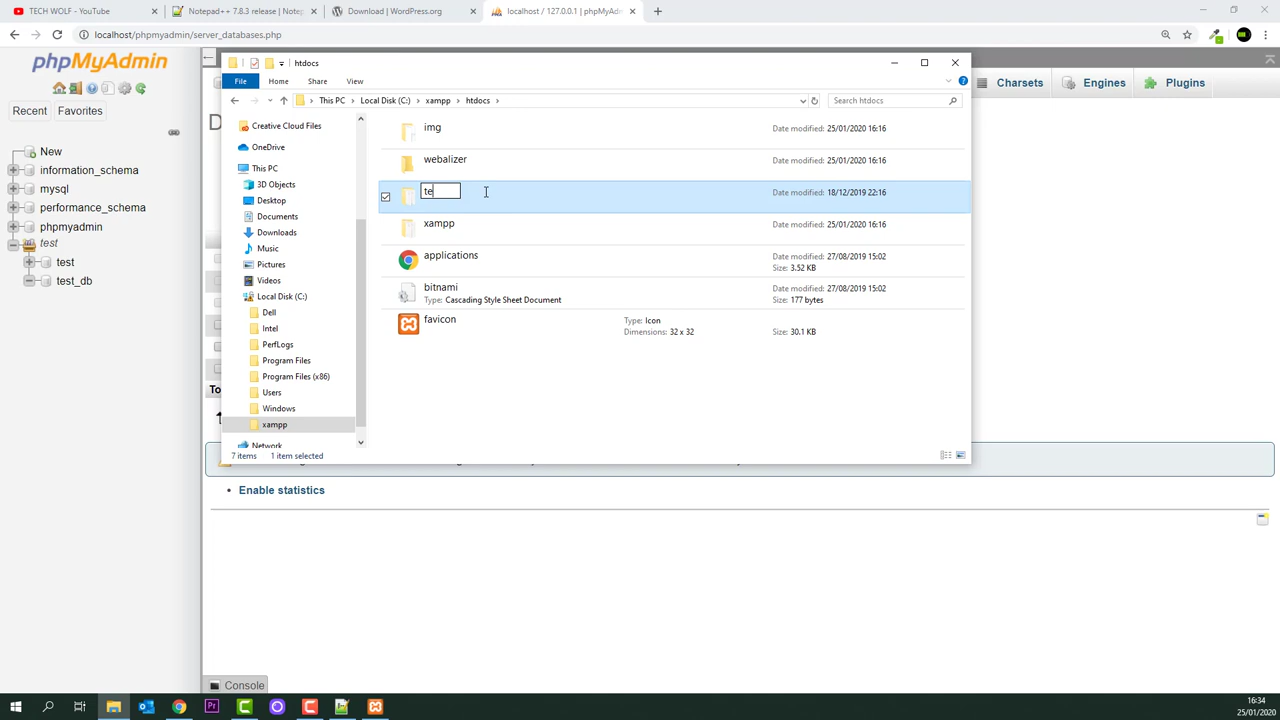 TECH WOLF - YouTube
Notepad++ 7.8.3 release | Notep
Download | WordPress.org
localhost / 127.0.0.1 | phpMyAdm
localhost/phpmyadmin/server_databases.php
phpMyAdmin
Recent
Favorites
New
information_schema
mysql
performance_schema
phpmyadmin
test
test
test_db
Charsets
Engines
Plugins
htdocs
File
Home
Share
View
This PC
Local Disk (C:)
xampp
htdocs
Search htdocs
Creative Cloud Files
OneDrive
This PC
3D Objects
Desktop
Documents
Downloads
Music
Pictures
Videos
Local Disk (C:)
Dell
Intel
PerfLogs
Program Files
Program Files (x86)
Users
Windows
xampp
Network
img
Date modified: 25/01/2020 16:16
webalizer
Date modified: 25/01/2020 16:16
te
Date modified: 18/12/2019 22:16
xampp
Date modified: 25/01/2020 16:16
applications
Date modified: 27/08/2019 15:02
Size: 3.52 KB
bitnami
Type: Cascading Style Sheet Document
Date modified: 27/08/2019 15:02
Size: 177 bytes
favicon
Type: Icon
Dimensions: 32 x 32
Size: 30.1 KB
7 items
1 item selected
D
To
Enable statistics
Console
16:34
25/01/2020